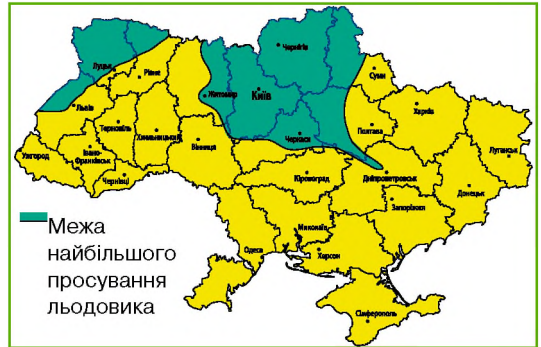 Чернігів
Луцьк
Рівне
Суми
Житомир
Київ
Львів
Харків
Полтава
Тернопіль
Хмельницький
Черкаси
Луганськ
Вінниця
Івано-
Франківськ
Ужгород
Чернівці
Кіровоград
Дніпропетровськ
Донецьк
Запоріжжя
Миколаїв
Одеса
Херсон
Сімферополь
Межа
найбільшого
просування
льодовика